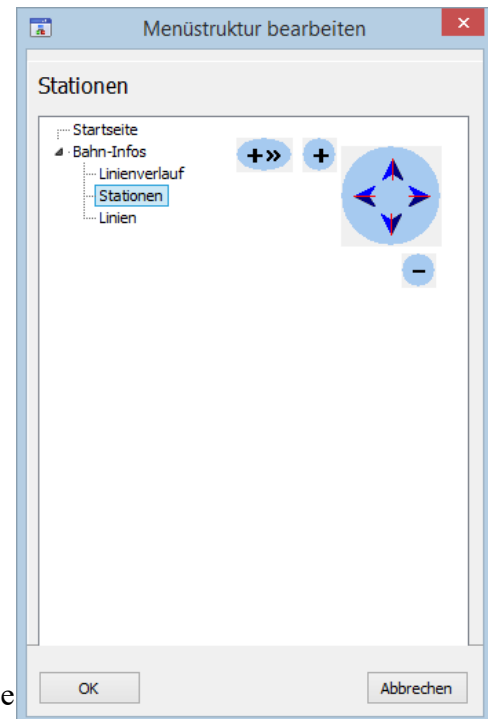 Menüstruktur bearbeiten
×
Stationen
Startseite
Bahn-Infos
Linienverlauf
Stationen
Linien
+»
+
-
OK
Abbrechen
e